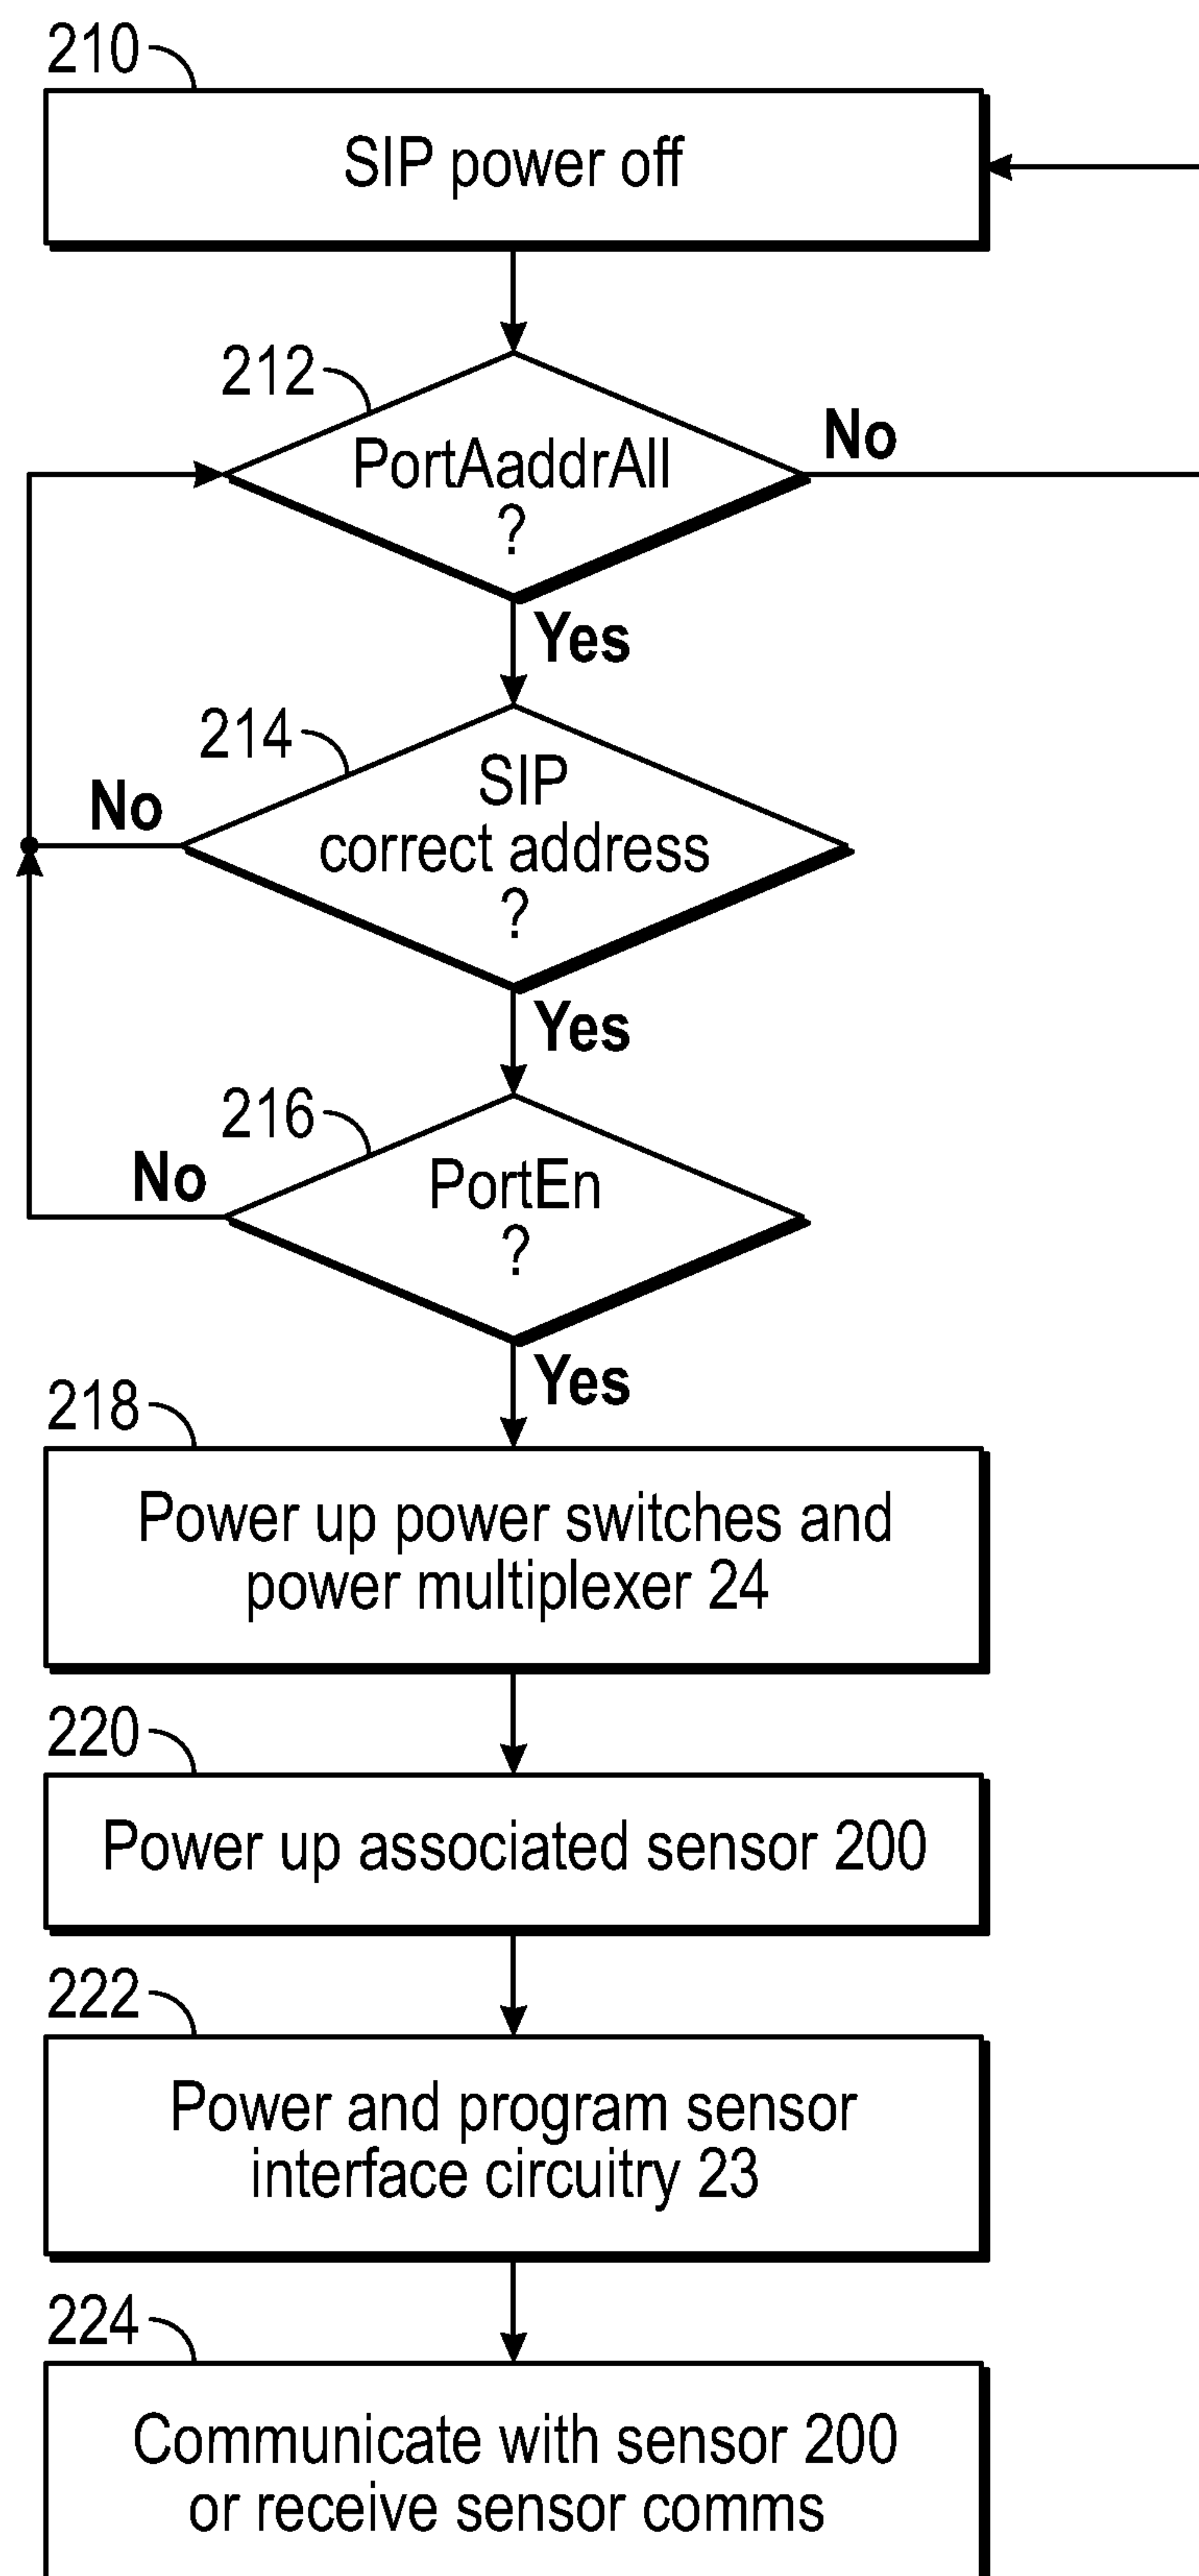 210
SIP power off
212
PortAaddrAll
?
No
Yes
214
SIP
correct address
?
No
Yes
216
PortEn
?
No
Yes
218
Power up power switches and
power multiplexer 24
220
Power up associated sensor 200
222
Power and program sensor
interface circuitry 23
224
Communicate with sensor 200
or receive sensor comms